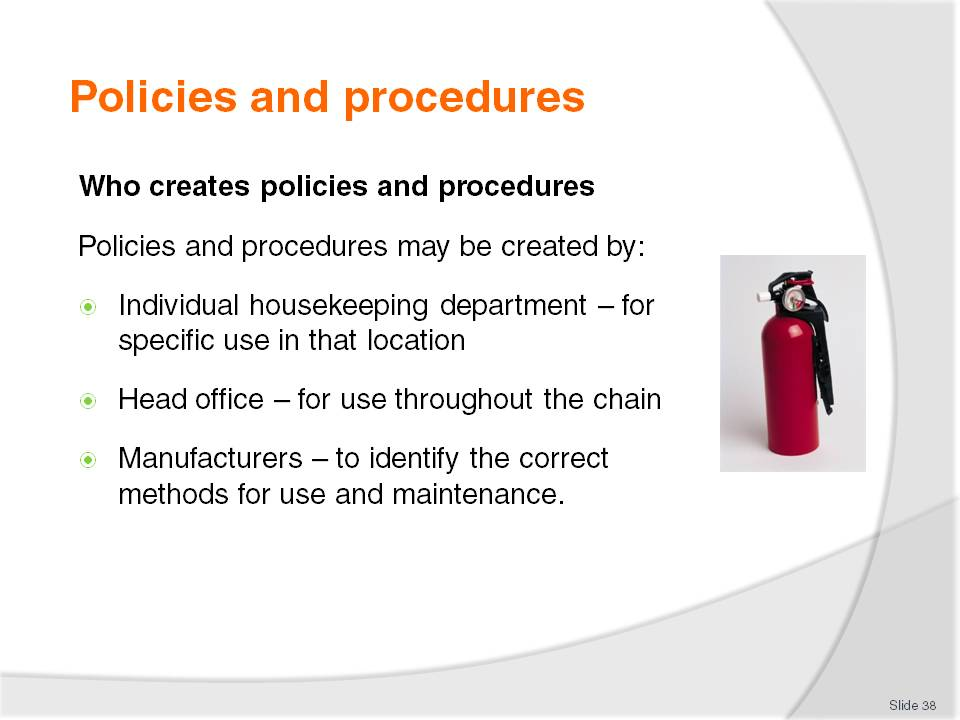 Policies and procedures
Who creates policies and procedures
Policies and procedures may be created by:
Individual housekeeping department – for
specific use in that location
Head office – for use throughout the chain
Manufacturers – to identify the correct
methods for use and maintenance.
Slide 38